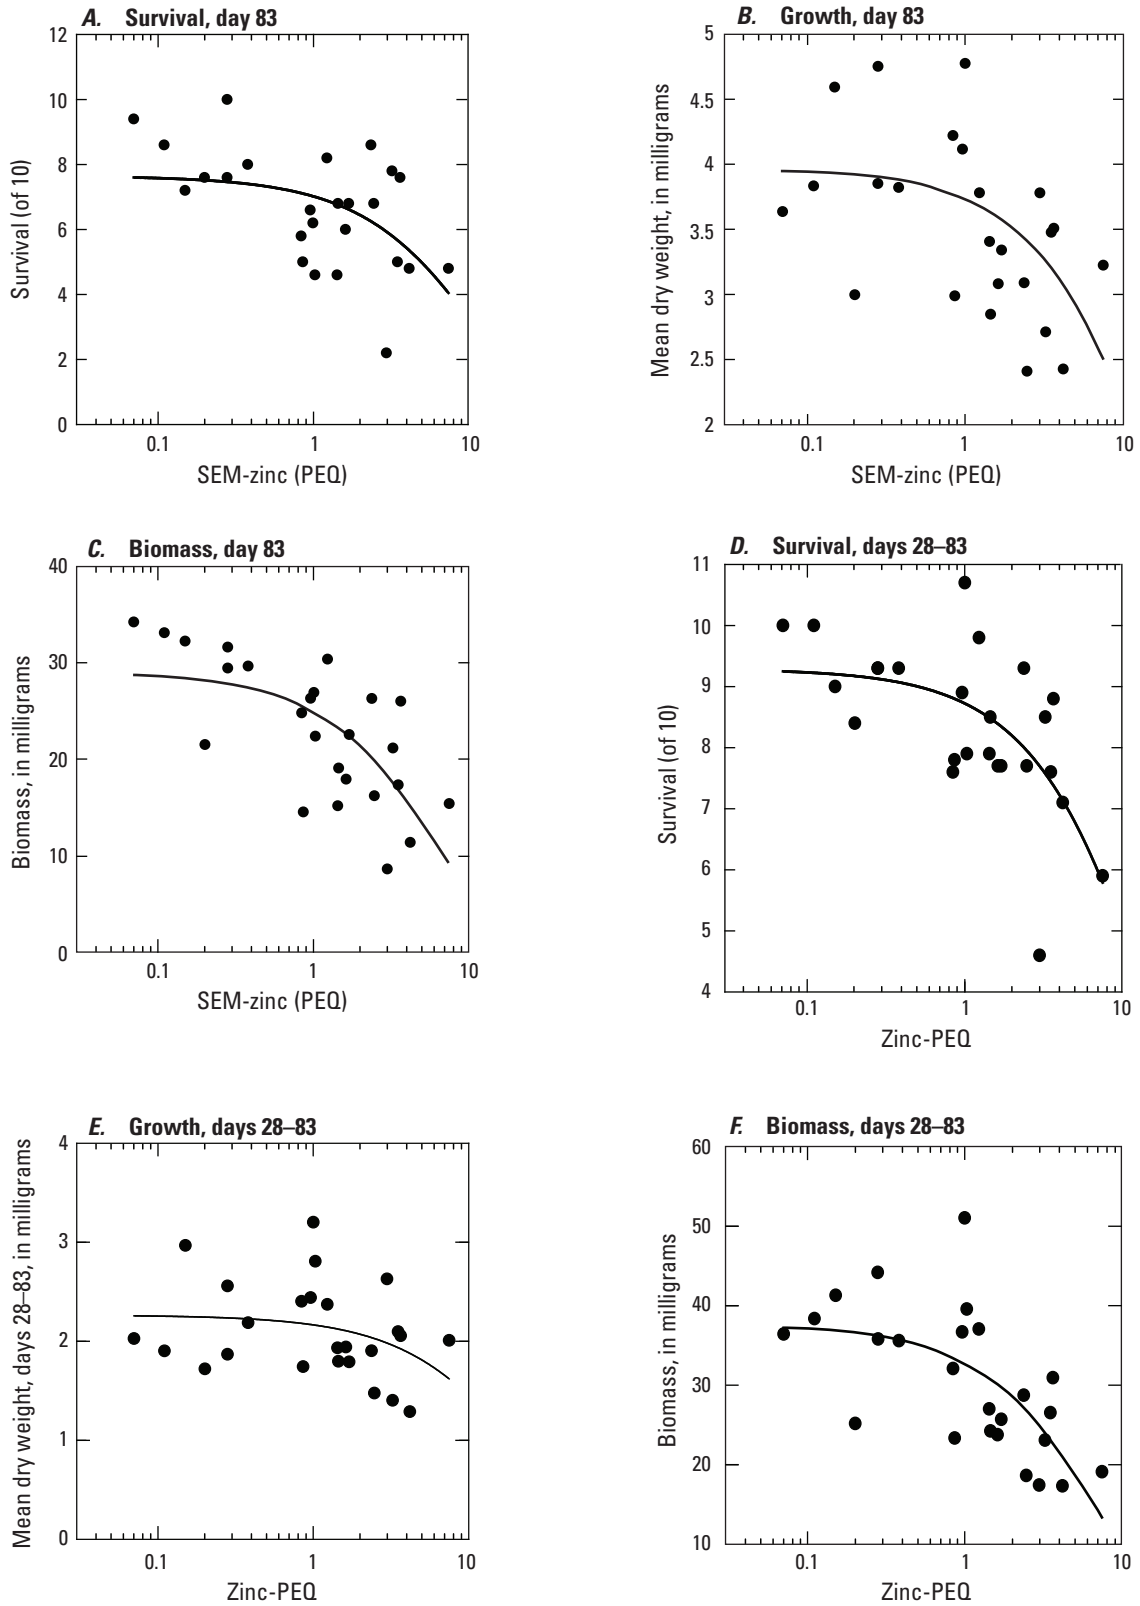 A. Survival, day 83
12
10
8
6
4
2
0
Survival (of 10)
0.1 1 10
SEM-zinc (PEQ)
B. Growth, day 83
5
4.5
4
3.5
3
2.5
2
Mean dry weight, in milligrams
0.1 1 10
SEM-zinc (PEQ)
C. Biomass, day 83
40
30
20
10
0
Biomass, in milligrams
0.1 1 10
SEM-zinc (PEQ)
D. Survival, days 28–83
11
10
9
8
7
6
5
4
Survival (of 10)
0.1 1 10
Zinc-PEQ
E. Growth, days 28–83
4
3
2
1
0
Mean dry weight, days 28–83, in milligrams
0.1 1 10
Zinc-PEQ
F. Biomass, days 28–83
60
50
40
30
20
10
Biomass, in milligrams
0.1 1 10
Zinc-PEQ